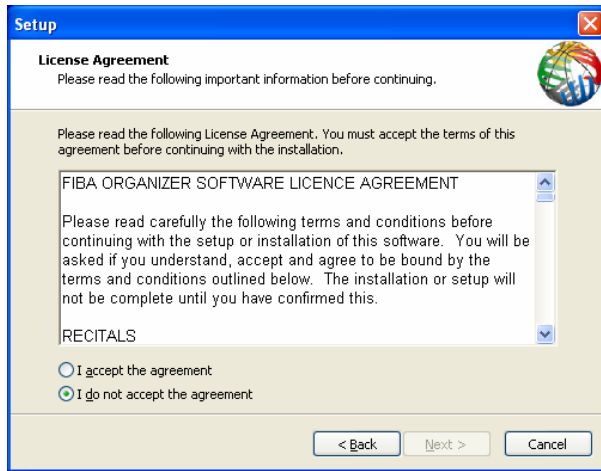 Setup
License Agreement
Please read the following important information before continuing.
Please read the following License Agreement. You must accept the terms of this
agreement before continuing with the installation.
FIBA ORGANIZER SOFTWARE LICENCE AGREEMENT
Please read carefully the following terms and conditions before
continuing with the setup or installation of this software.  You will be
asked if you understand, accept and agree to be bound by the
terms and conditions outlined below.  The installation or setup will
not be complete until you have confirmed this.
RECITALS
I accept the agreement
I do not accept the agreement
< Back
Next >
Cancel